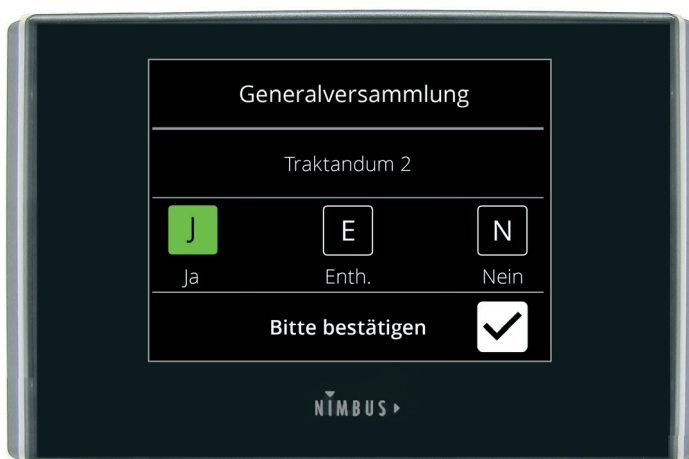 Generalversammlung
Traktandum 2
J E N
Ja Enth. Nein
Bitte bestätigen
NIMBUS